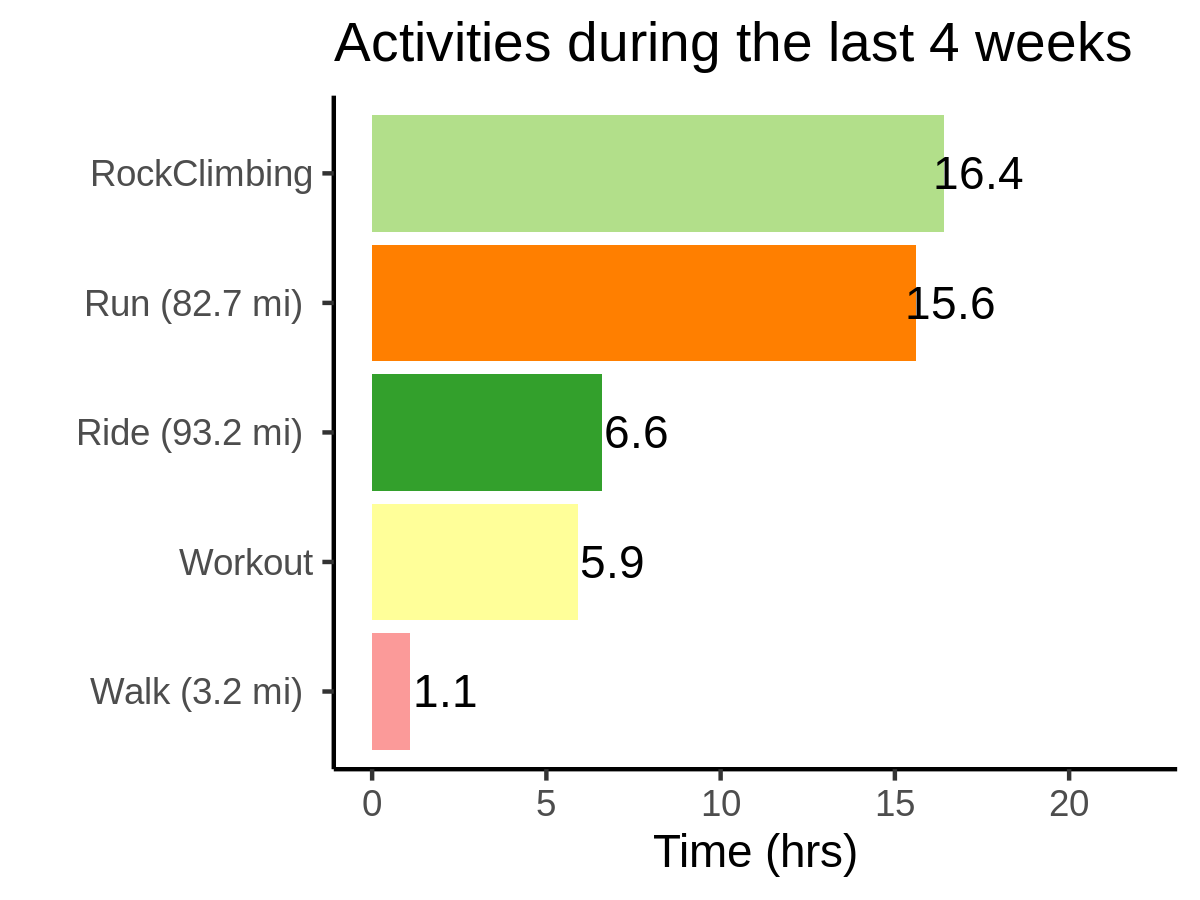 Activities during the last 4 weeks
RockClimbing 16.4
Run (82.7 mi) 15.6
Ride (93.2 mi) 6.6
Workout 5.9
Walk (3.2 mi) 1.1
0 5 10 15 20
Time (hrs)